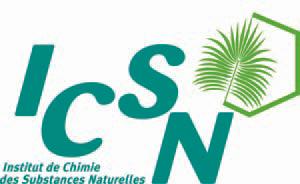 ICSN
Institut de Chimie
des Substances Naturelles